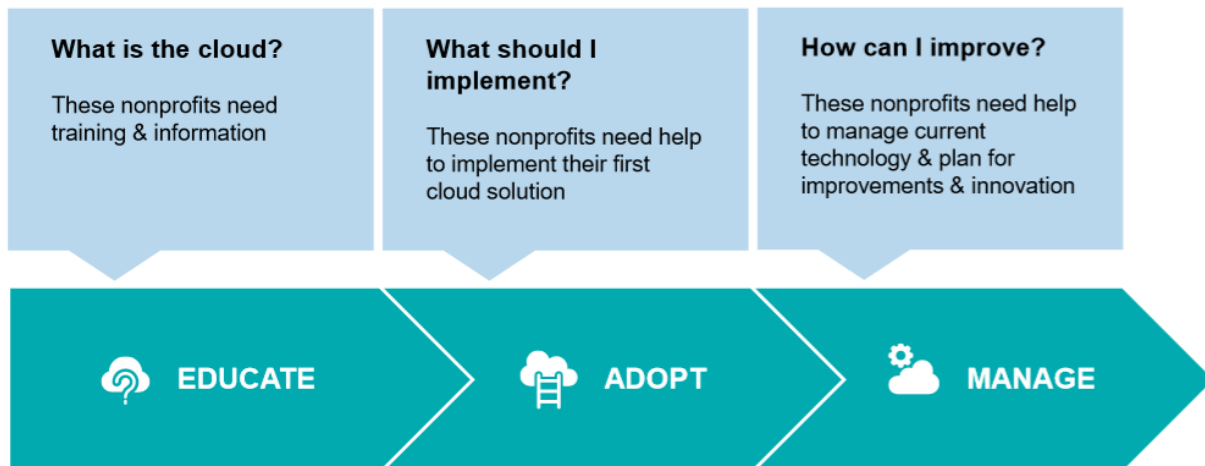 What is the cloud?
These nonprofits need
training & information
What should I
implement?
These nonprofits need help
to implement their first
cloud solution
How can I improve?
These nonprofits need help
to manage current
technology & plan for
improvements & innovation
EDUCATE
ADOPT
MANAGE